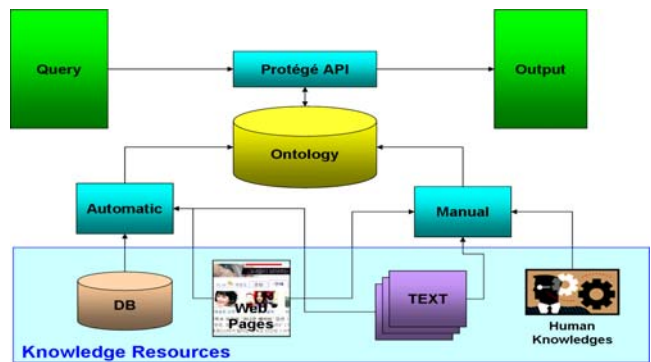 Query
Protégé API
Output
Ontology
Automatic
Manual
DB
Web
Pages
TEXT
Human
Knowledges
Knowledge Resources